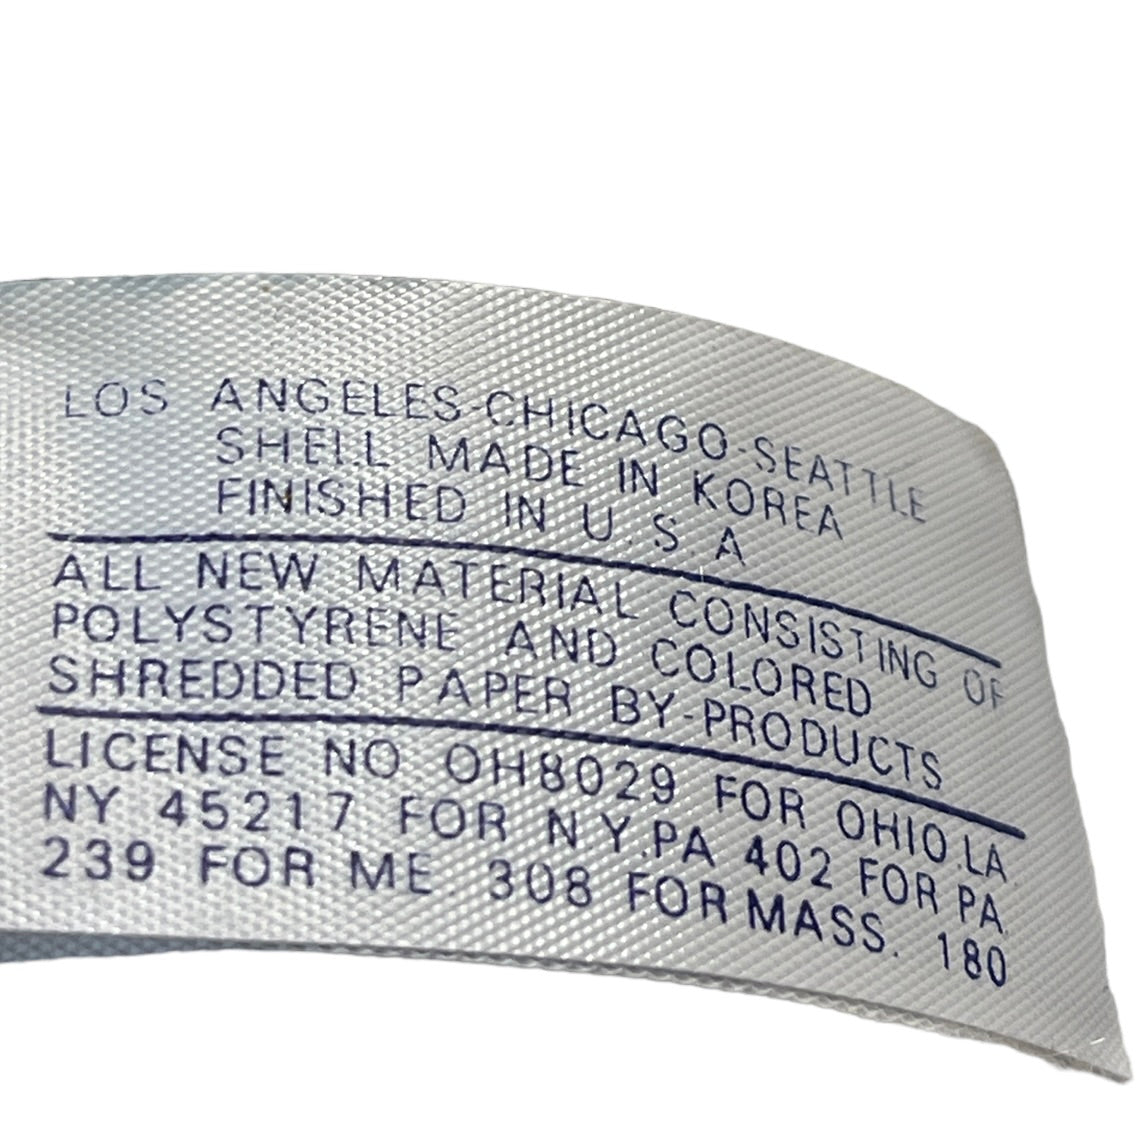 LOS ANGELES-CHICAGO-SEATTLE
SHELL MADE IN KOREA
FINISHED IN U.S.A
ALL NEW MATERIAL CONSISTING OF
POLYSTYRENE AND COLORED
SHREDDED PAPER BY-PRODUCTS
LICENSE NO. OH8029 FOR OHIO.LA.
NY 45217 FOR N.Y.PA 402 FOR PA.
239 FOR ME 308 FOR MASS. 180